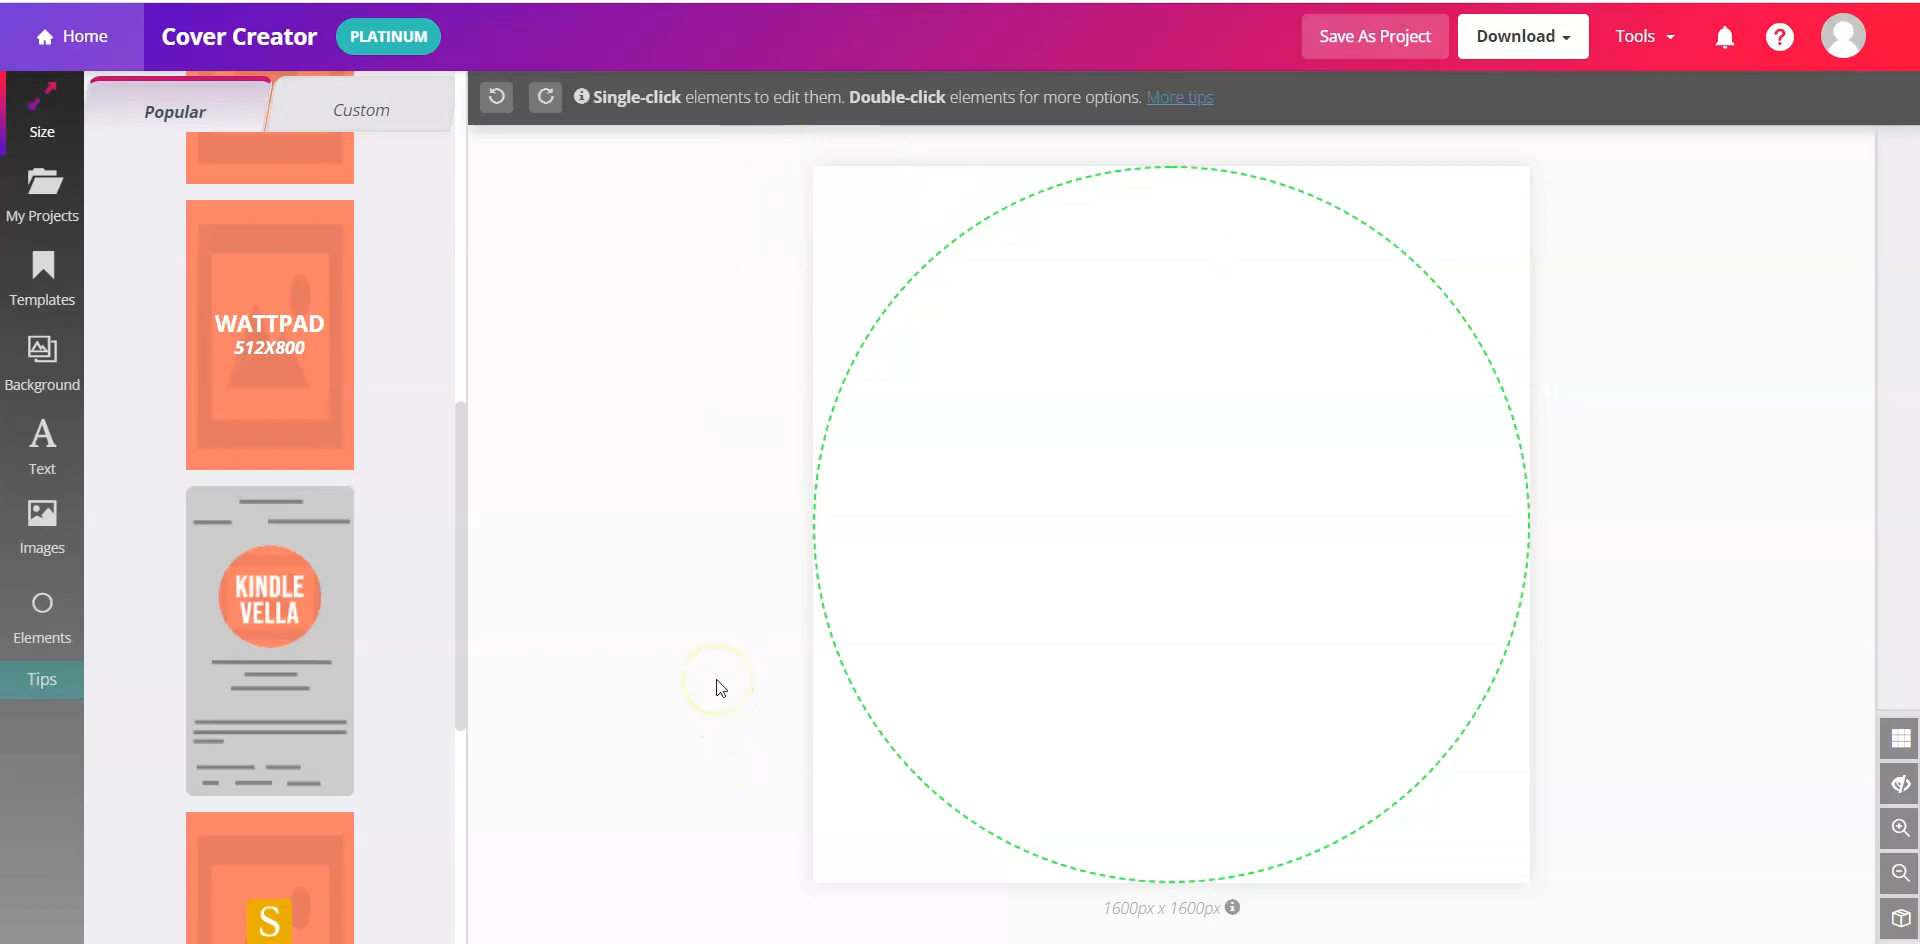 Home
Cover Creator
PLATINUM
Save As Project
Download
Tools
?
Size
My Projects
Templates
Background
A
Text
Images
Elements
Tips
Popular
Custom
WATTPAD
512X800
KINDLE
VELLA
S
Single-click elements to edit them. Double-click elements for more options. More tips
1600px x 1600px